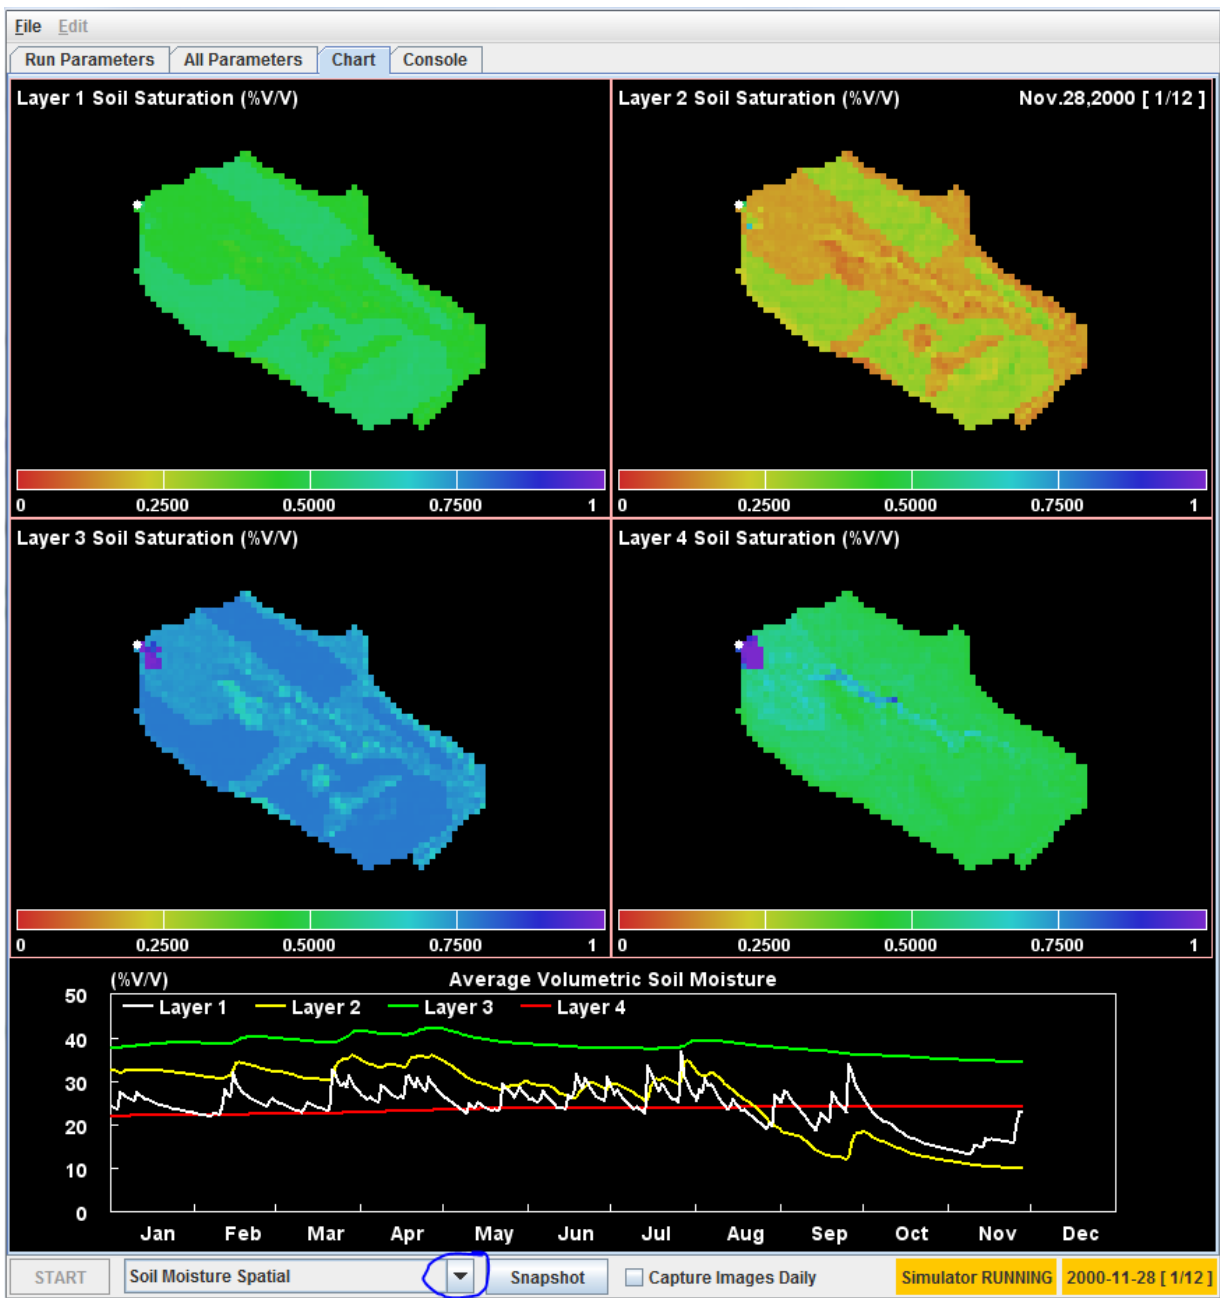 File Edit
Run Parameters All Parameters Chart Console
Layer 1 Soil Saturation (%V/V)
Layer 2 Soil Saturation (%V/V) Nov.28,2000 [ 1/12 ]
0 0.2500 0.5000 0.7500 1
0 0.2500 0.5000 0.7500 1
Layer 3 Soil Saturation (%V/V)
Layer 4 Soil Saturation (%V/V)
0 0.2500 0.5000 0.7500 1
0 0.2500 0.5000 0.7500 1
(%V/V) Average Volumetric Soil Moisture
Layer 1 Layer 2 Layer 3 Layer 4
50
40
30
20
10
0
Jan Feb Mar Apr May Jun Jul Aug Sep Oct Nov Dec
START Soil Moisture Spatial Snapshot Capture Images Daily Simulator RUNNING 2000-11-28 [ 1/12 ]